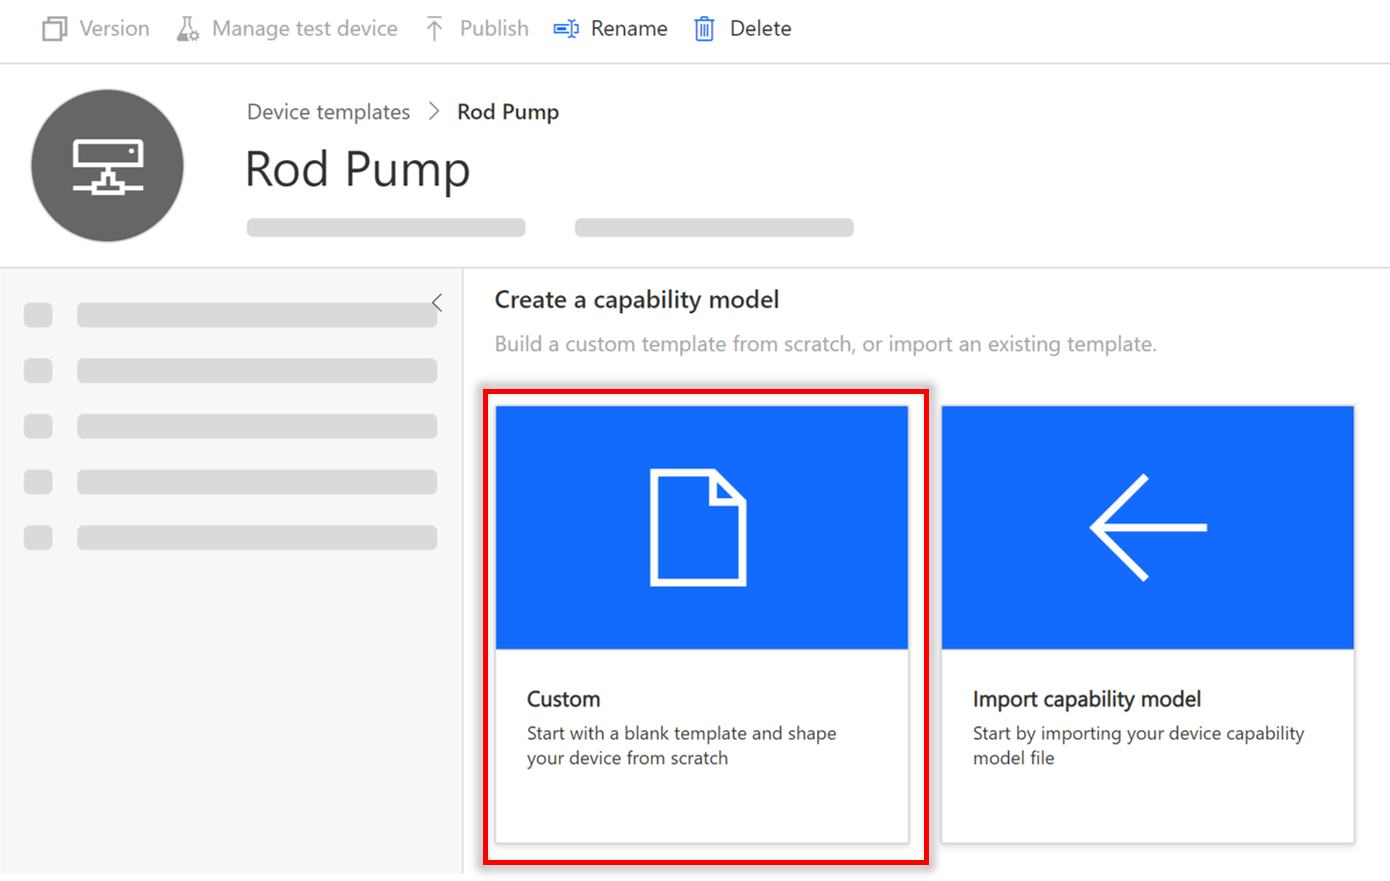 Version Manage test device Publish Rename Delete
Device templates Rod Pump
Rod Pump
Create a capability model
Build a custom template from scratch, or import an existing template.
Custom
Start with a blank template and shape
your device from scratch
Import capability model
Start by importing your device capability
model file